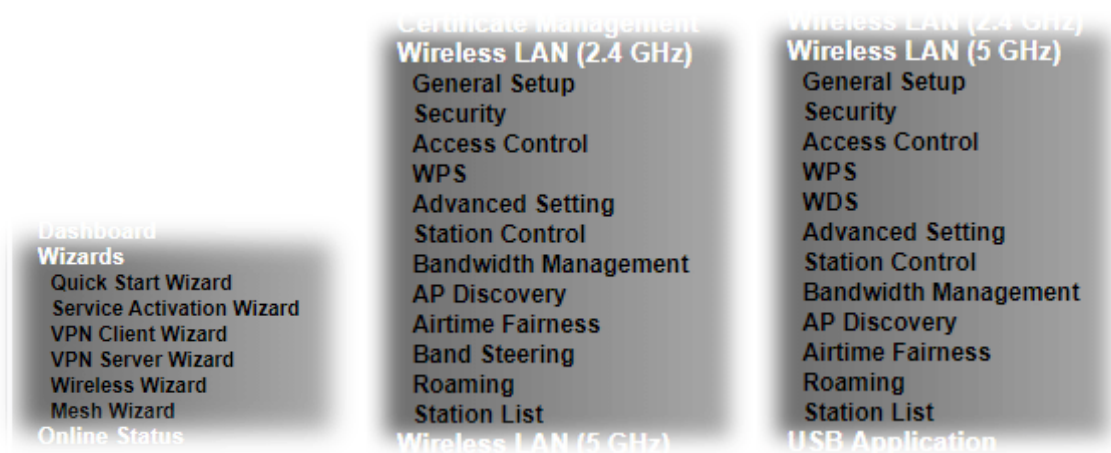 Dashboard
Wizards
Quick Start Wizard
Service Activation Wizard
VPN Client Wizard
VPN Server Wizard
Wireless Wizard
Mesh Wizard
Online Status
Certificate Management
Wireless LAN (2.4 GHz)
General Setup
Security
Access Control
WPS
Advanced Setting
Station Control
Bandwidth Management
AP Discovery
Airtime Fairness
Band Steering
Roaming
Station List
Wireless LAN (5 GHz)
Wireless LAN (2.4 GHz)
Wireless LAN (5 GHz)
General Setup
Security
Access Control
WPS
WDS
Advanced Setting
Station Control
Bandwidth Management
AP Discovery
Airtime Fairness
Roaming
Station List
USB Application